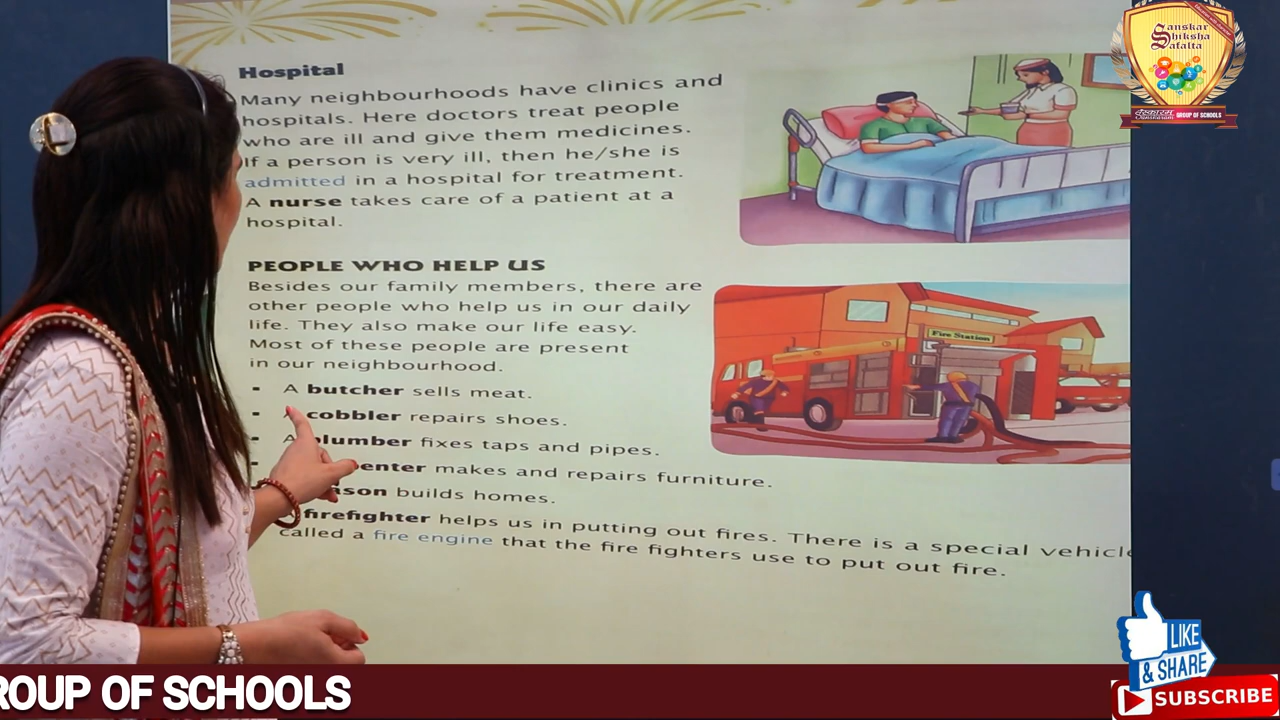 Hospital
Many neighbourhoods have clinics and
hospitals. Here doctors treat people
who are ill and give them medicines.
If a person is very ill, then he/she is
admitted in a hospital for treatment.
A nurse takes care of a patient at a
hospital.
PEOPLE WHO HELP US
Besides our family members, there are
other people who help us in our daily
life. They also make our life easy.
Most of these people are present
in our neighbourhood.
▪ A butcher sells meat.
▪ cobbler repairs shoes.
▪ A plumber fixes taps and pipes.
enter makes and repairs furniture.
ason builds homes.
firefighter helps us in putting out fires. There is a special vehicle
called a fire engine that the fire fighters use to put out fire.
Fire Station
Sanskar
Shiksha
Safalta
GROUP OF SCHOOLS
LIKE
& SHARE
SUBSCRIBE
ROUP OF SCHOOLS